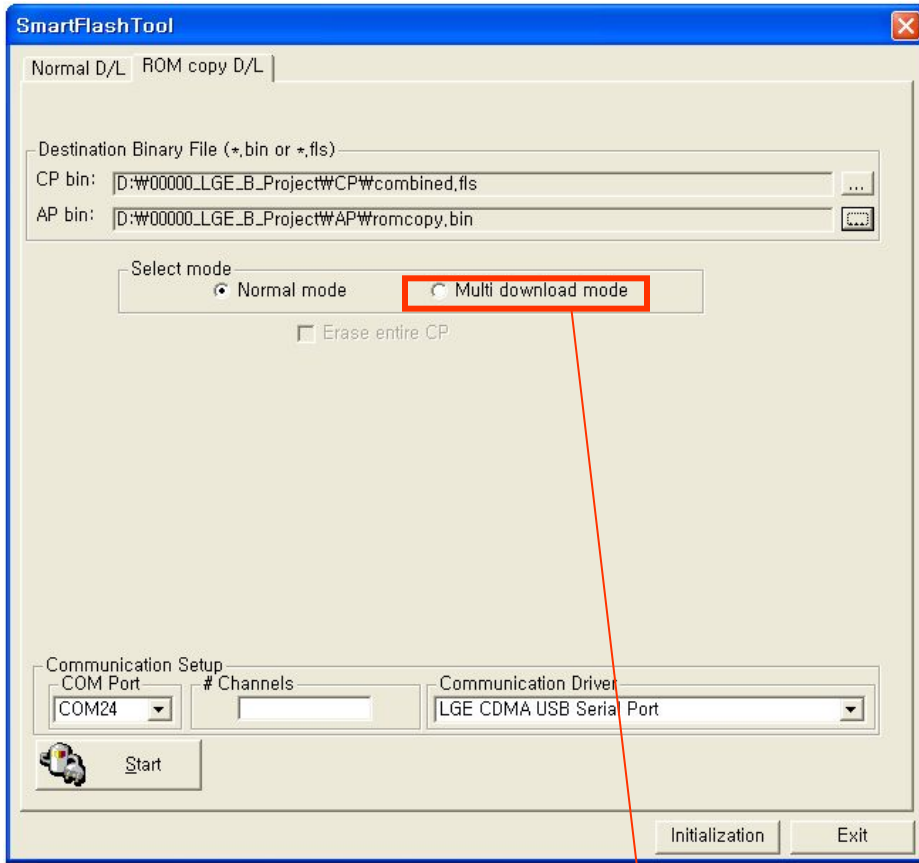 SmartFlashTool
Normal D/L ROM copy D/L
Destination Binary File (*,bin or *,fls)
CP bin: D:₩00000_LGE_B_Project₩CP₩combined,fls ...
AP bin: D:₩00000_LGE_B_Project₩AP₩romcopy,bin ...
Select mode
Normal mode Multi download mode
Erase entire CP
Communication Setup
COM Port # Channels Communication Driver
COM24 LGE CDMA USB Serial Port
Start
Initialization Exit